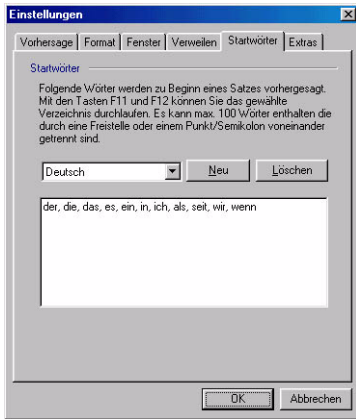 Einstellungen
Vorhersage Format Fenster Verweilen Startwörter Extras
Startwörter
Folgende Wörter werden zu Beginn eines Satzes vorhergesagt.
Mit den Tasten F11 und F12 können Sie das gewählte
Verzeichnis durchlaufen. Es kann max. 100 Wörter enthalten die
durch eine Freistelle oder einem Punkt/Semikolon voneinander
getrennt sind.
Deutsch Neu Löschen
der, die, das, es, ein, in, ich, als, seit, wir, wenn
OK Abbrechen